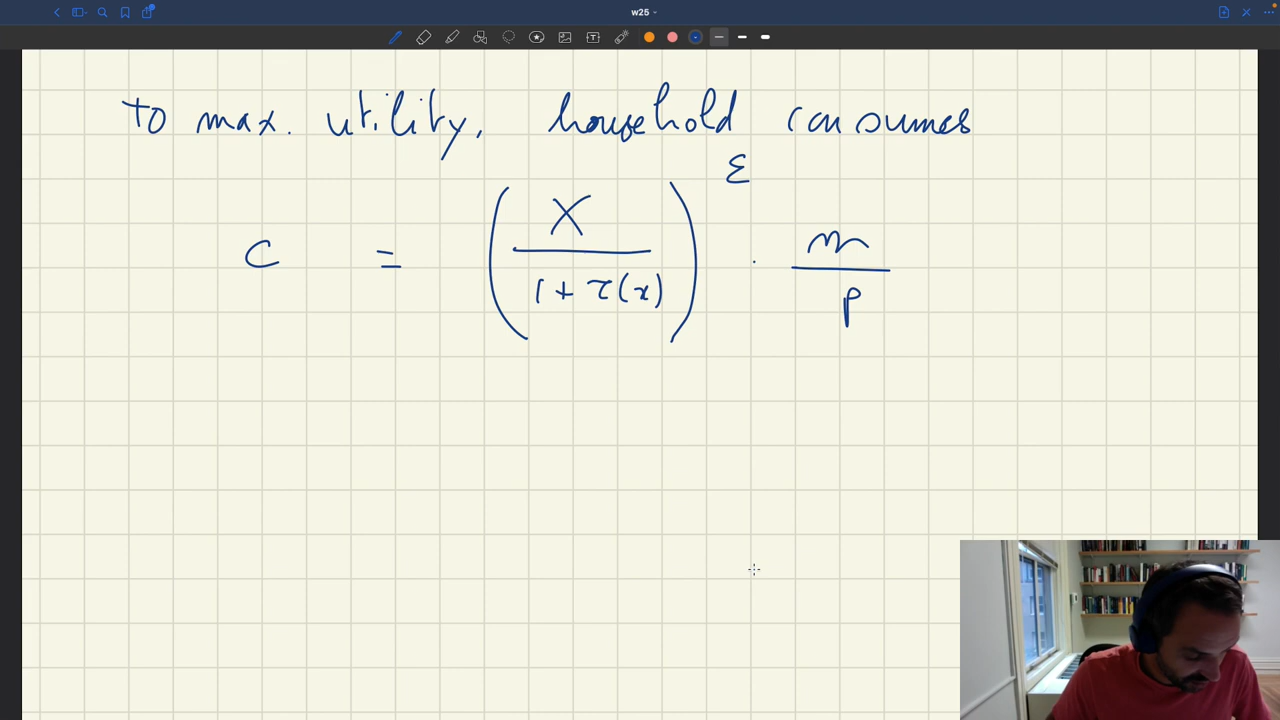 w25
to max. utility, household consumes
c = ( X / 1 + τ(x) )^ε · m / p